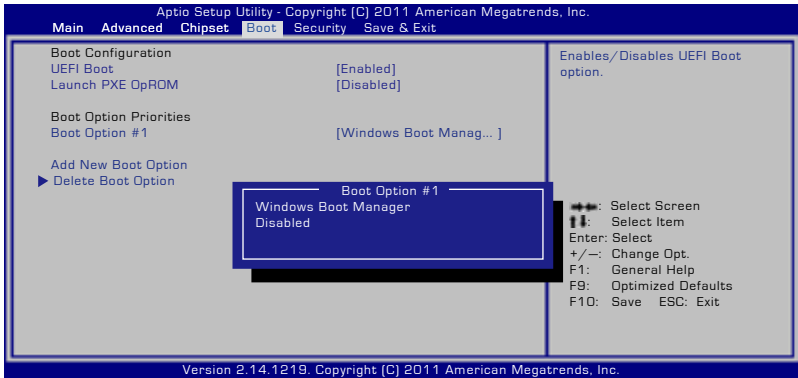 Aptio Setup Utility - Copyright (C) 2011 American Megatrends, Inc.
Main Advanced Chipset Boot Security Save & Exit
Boot Configuration
UEFI Boot [Enabled]
Launch PXE OpROM [Disabled]
Boot Option Priorities
Boot Option #1 [Windows Boot Manag... ]
Add New Boot Option
Delete Boot Option
Boot Option #1
Windows Boot Manager
Disabled
Enables/Disables UEFI Boot
option.
→←: Select Screen
↑↓: Select Item
Enter: Select
+/—: Change Opt.
F1: General Help
F9: Optimized Defaults
F10: Save ESC: Exit
Version 2.14.1219. Copyright (C) 2011 American Megatrends, Inc.